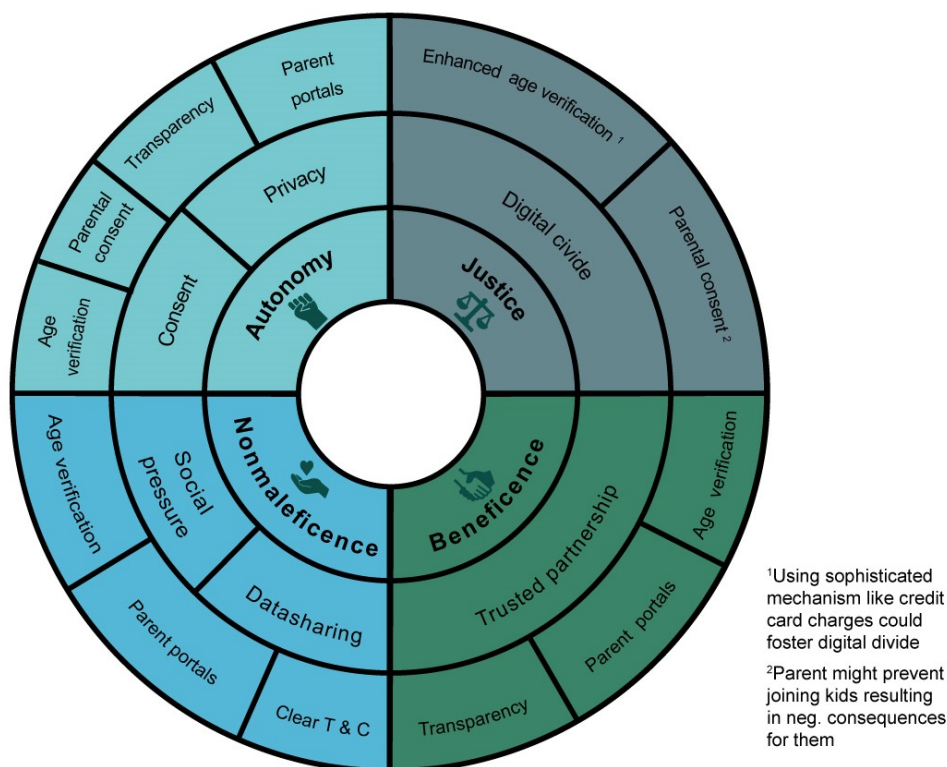 Parent
portals
Transparency
Parental
consent
Age
verification
Privacy
Consent
Autonomy
Enhanced age verification ¹
Parental consent ²
Digital civide
Justice
Age verification
Parent portals
Clear T & C
Social
pressure
Datasharing
Nonmaleficence
Age verification
Parent portals
Transparency
Trusted partnership
Beneficence
¹Using sophisticated
mechanism like credit
card charges could
foster digital divide
²Parent might prevent
joining kids resulting
in neg. consequences
for them